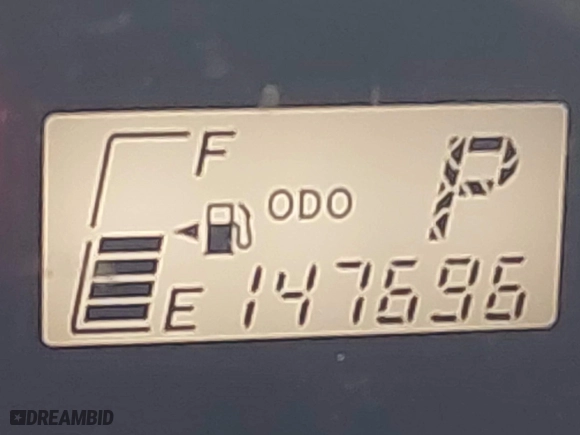 F
P
ODO
E 147696
DREAMBID